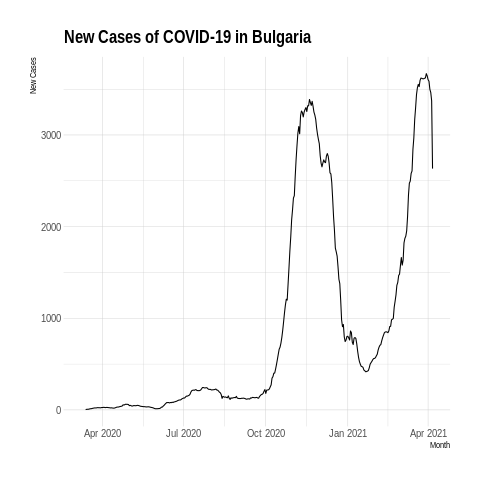 New Cases of COVID-19 in Bulgaria
New Cases
3000
2000
1000
0
Apr 2020 Jul 2020 Oct 2020 Jan 2021 Apr 2021
Month